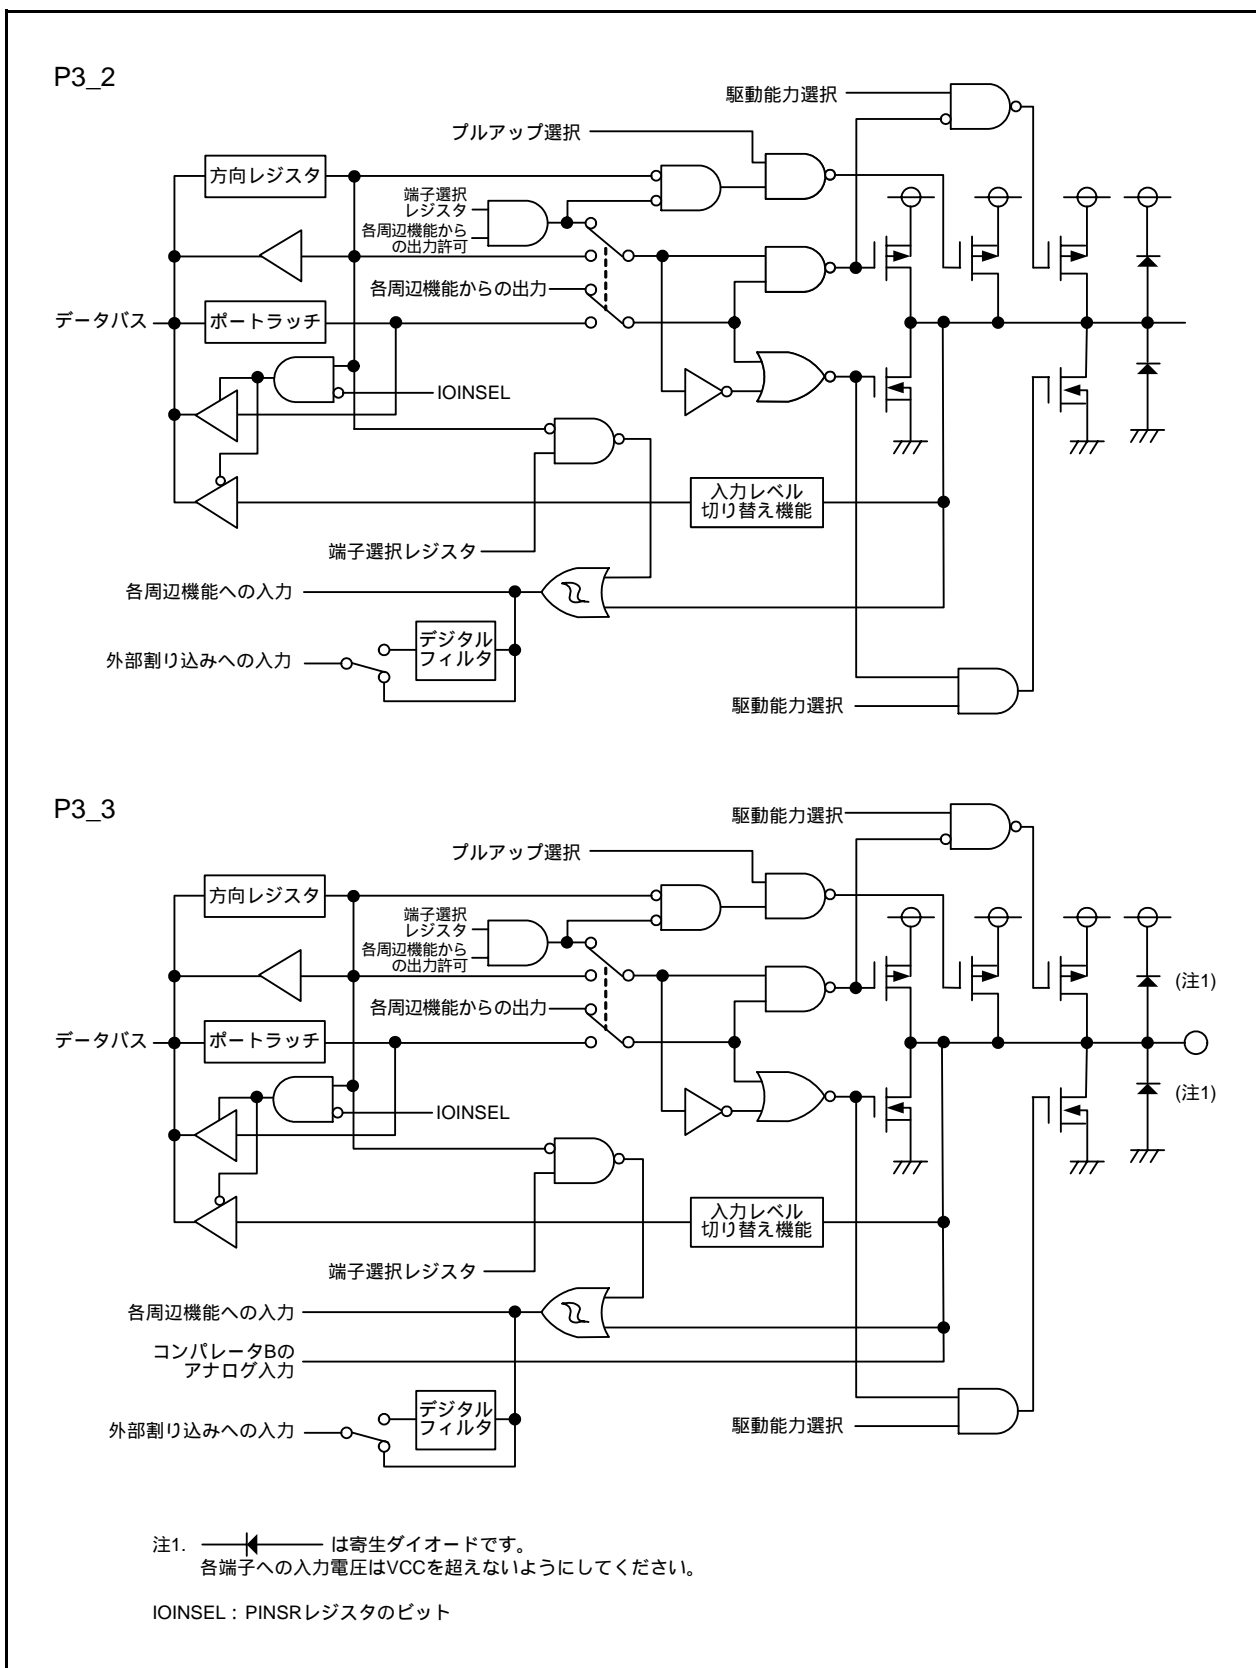 P3_2
駆動能力選択
プルアップ選択
方向レジスタ
端子選択
レジスタ
各周辺機能から
の出力許可
各周辺機能からの出力
データバス
ポートラッチ
IOINSEL
入力レベル
切り替え機能
端子選択レジスタ
各周辺機能への入力
デジタル
フィルタ
外部割り込みへの入力
駆動能力選択
P3_3
駆動能力選択
プルアップ選択
方向レジスタ
端子選択
レジスタ
各周辺機能から
の出力許可
(注1)
各周辺機能からの出力
データバス
ポートラッチ
(注1)
IOINSEL
入力レベル
切り替え機能
端子選択レジスタ
各周辺機能への入力
コンパレータBの
アナログ入力
デジタル
フィルタ
外部割り込みへの入力
駆動能力選択
注1. は寄生ダイオードです。
各端子への入力電圧はVCCを超えないようにしてください。
IOINSEL：PINSRレジスタのビット